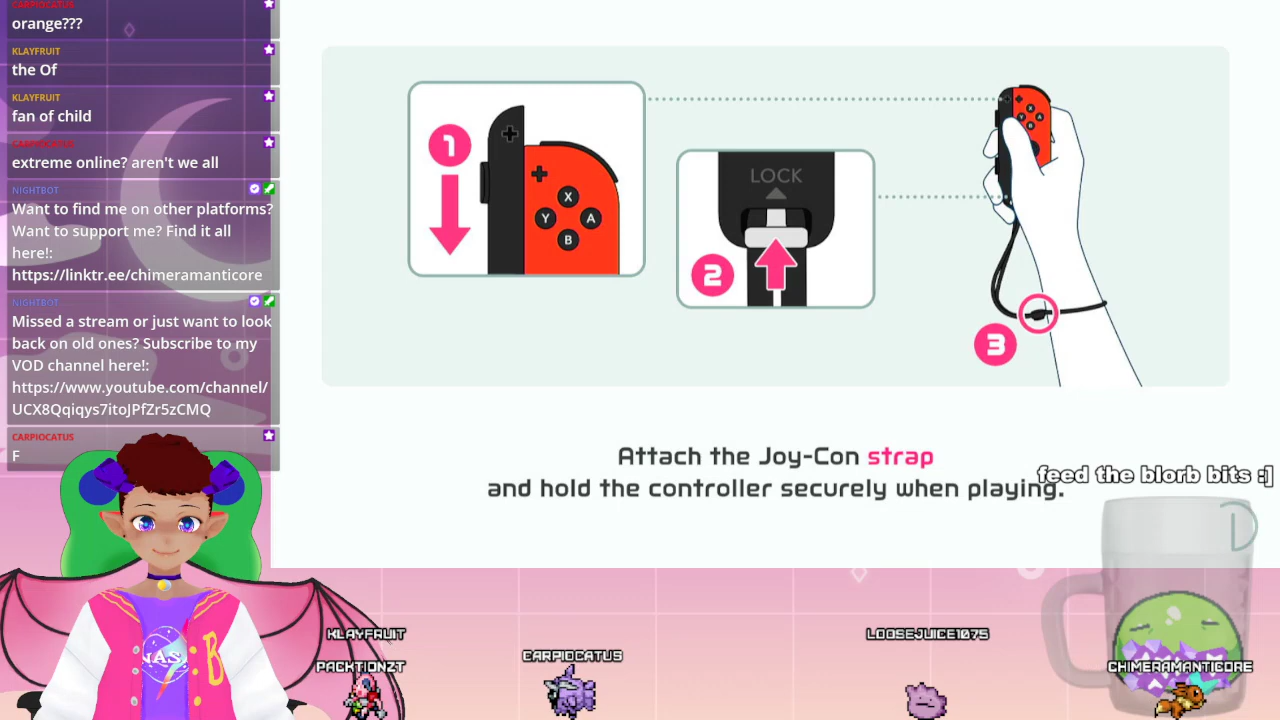 CARPIOCATUS
orange???
KLAYFRUIT
the Of
KLAYFRUIT
fan of child
CARPIOCATUS
extreme online? aren't we all
NIGHTBOT
Want to find me on other platforms?
Want to support me? Find it all
here!:
https://linktr.ee/chimeramanticore
NIGHTBOT
Missed a stream or just want to look
back on old ones? Subscribe to my
VOD channel here!:
https://www.youtube.com/channel/
UCX8Qqiqys7itoJPfZr5zCMQ
CARPIOCATUS
F
1
X
Y A
B
LOCK
2
X
Y A
B
3
Attach the Joy-Con strap
and hold the controller securely when playing.
feed the blorb bits :]
NASA
B
KLAYFRUIT
PACKTIONZT
CARPIOCATUS
LOOSEJUICE1075
CHIMERAMANTICORE